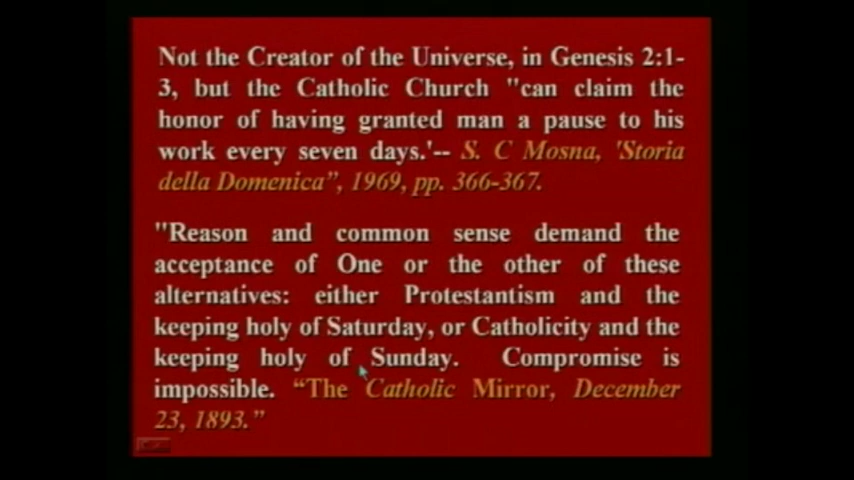 Not the Creator of the Universe, in Genesis 2:1-
3, but the Catholic Church "can claim the
honor of having granted man a pause to his
work every seven days.'-- S. C Mosna, 'Storia
della Domenica”, 1969, pp. 366-367.
"Reason and common sense demand the
acceptance of One or the other of these
alternatives: either Protestantism and the
keeping holy of Saturday, or Catholicity and the
keeping holy of Sunday. Compromise is
impossible. “The Catholic Mirror, December
23, 1893.”